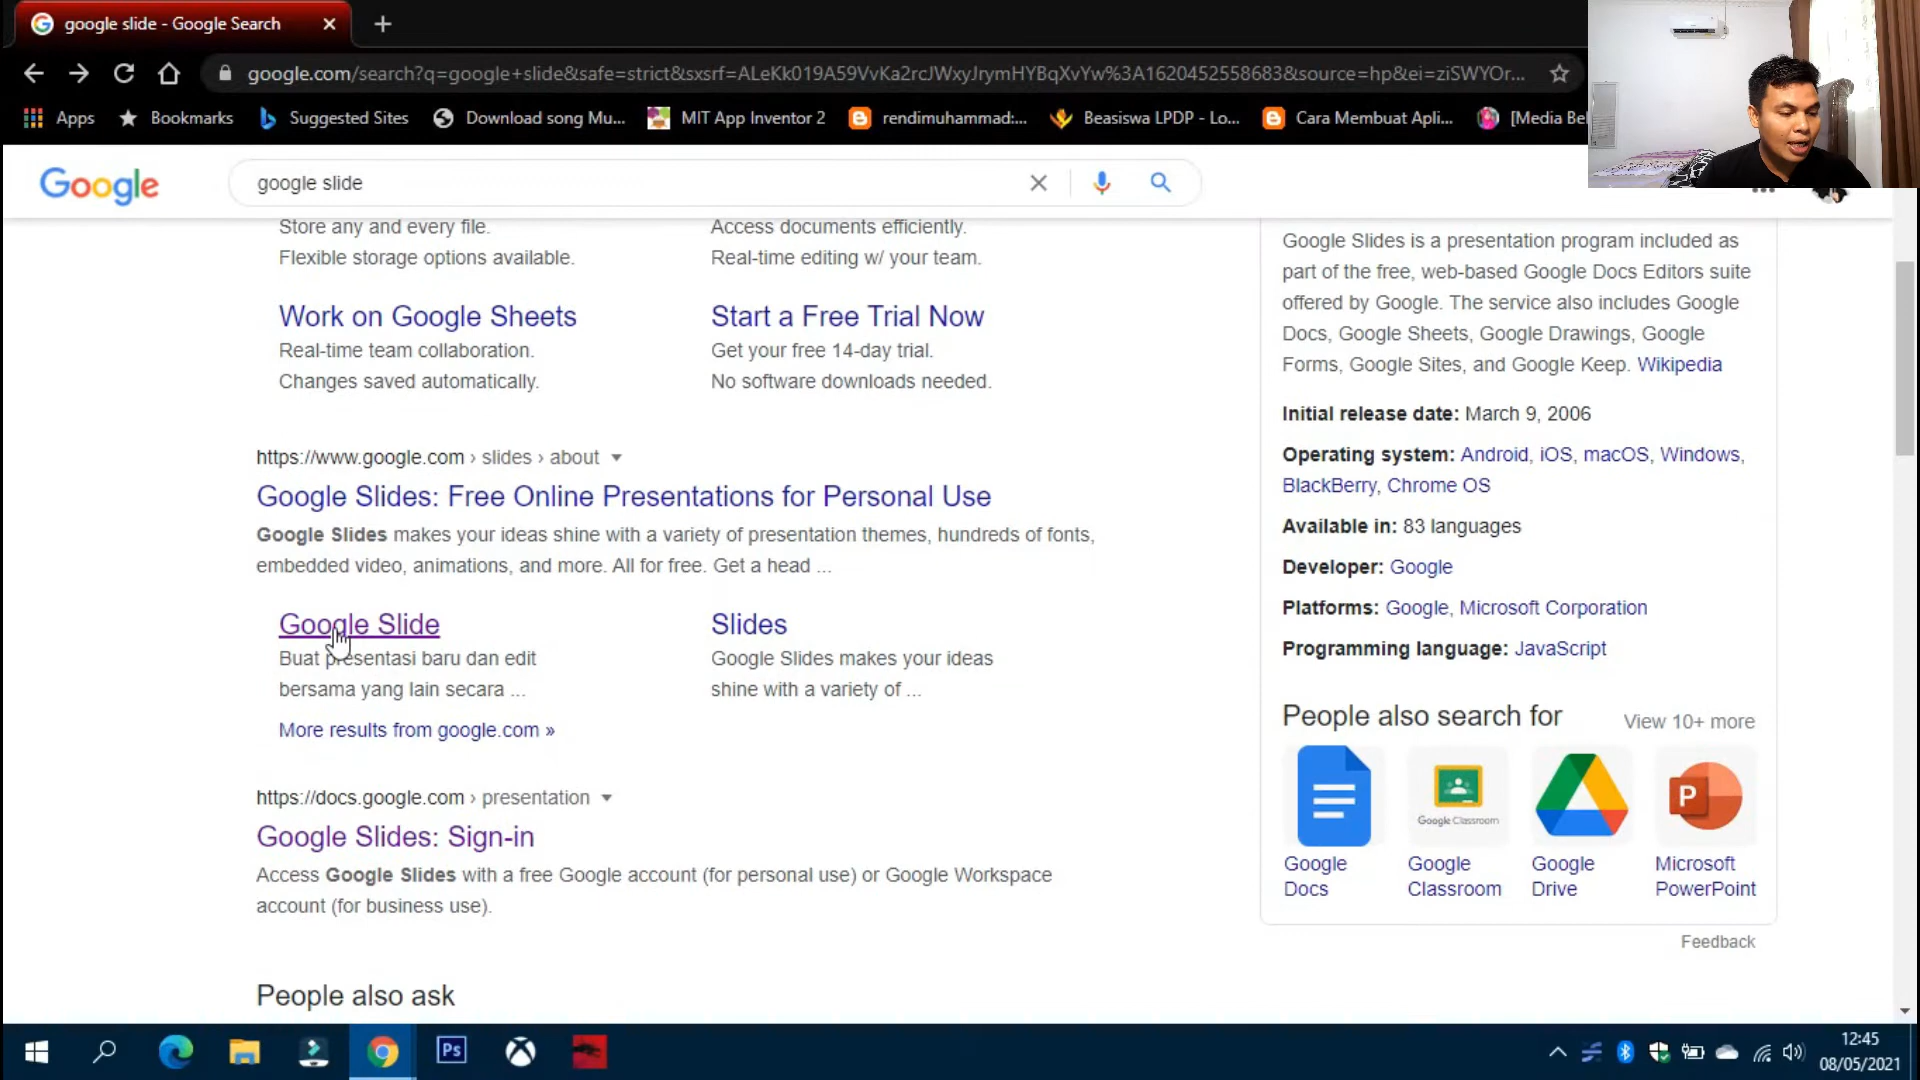 google slide - Google Search
google.com/search?q=google+slide&safe=strict&sxsrf=ALeKk019A59VvKa2rcJWxyJrymHYBqXvYw%3A1620452558683&source=hp&ei=ziSWYOr...
Apps Bookmarks Suggested Sites Download song Mu... MIT App Inventor 2 rendimuhammad:... Beasiswa LPDP - Lo... Cara Membuat Apli... [Media Be
Google google slide
Store any and every file.
Flexible storage options available.
Access documents efficiently.
Real-time editing w/ your team.
Work on Google Sheets
Real-time team collaboration.
Changes saved automatically.
Start a Free Trial Now
Get your free 14-day trial.
No software downloads needed.
https://www.google.com › slides › about
Google Slides: Free Online Presentations for Personal Use
Google Slides makes your ideas shine with a variety of presentation themes, hundreds of fonts,
embedded video, animations, and more. All for free. Get a head ...
Google Slide
Buat presentasi baru dan edit
bersama yang lain secara ...
Slides
Google Slides makes your ideas
shine with a variety of ...
More results from google.com »
https://docs.google.com › presentation
Google Slides: Sign-in
Access Google Slides with a free Google account (for personal use) or Google Workspace
account (for business use).
People also ask
Google Slides is a presentation program included as
part of the free, web-based Google Docs Editors suite
offered by Google. The service also includes Google
Docs, Google Sheets, Google Drawings, Google
Forms, Google Sites, and Google Keep. Wikipedia
Initial release date: March 9, 2006
Operating system: Android, iOS, macOS, Windows,
BlackBerry, Chrome OS
Available in: 83 languages
Developer: Google
Platforms: Google, Microsoft Corporation
Programming language: JavaScript
People also search for View 10+ more
Google Classroom
P
Google
Docs
Google
Classroom
Google
Drive
Microsoft
PowerPoint
Feedback
Ps
12:45
08/05/2021